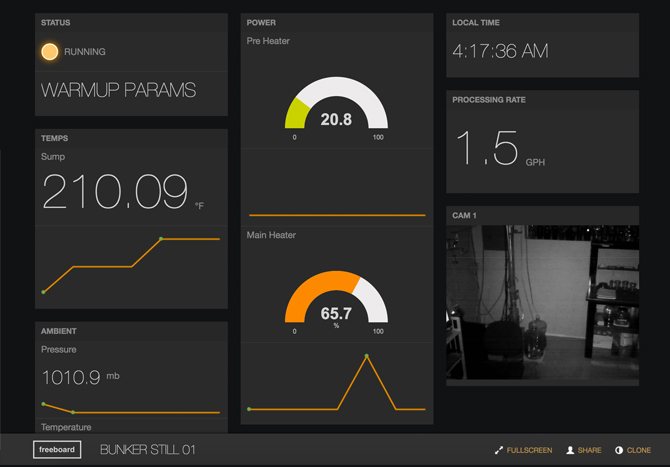 STATUS
RUNNING
WARMUP PARAMS
TEMPS
Sump
210.09 °F
AMBIENT
Pressure
1010.9 mb
Temperature
POWER
Pre Heater
20.8
0 100
Main Heater
65.7
%
0 100
LOCAL TIME
4:17:36 AM
PROCESSING RATE
1.5 GPH
CAM 1
freeboard BUNKER STILL 01 FULLSCREEN SHARE CLONE